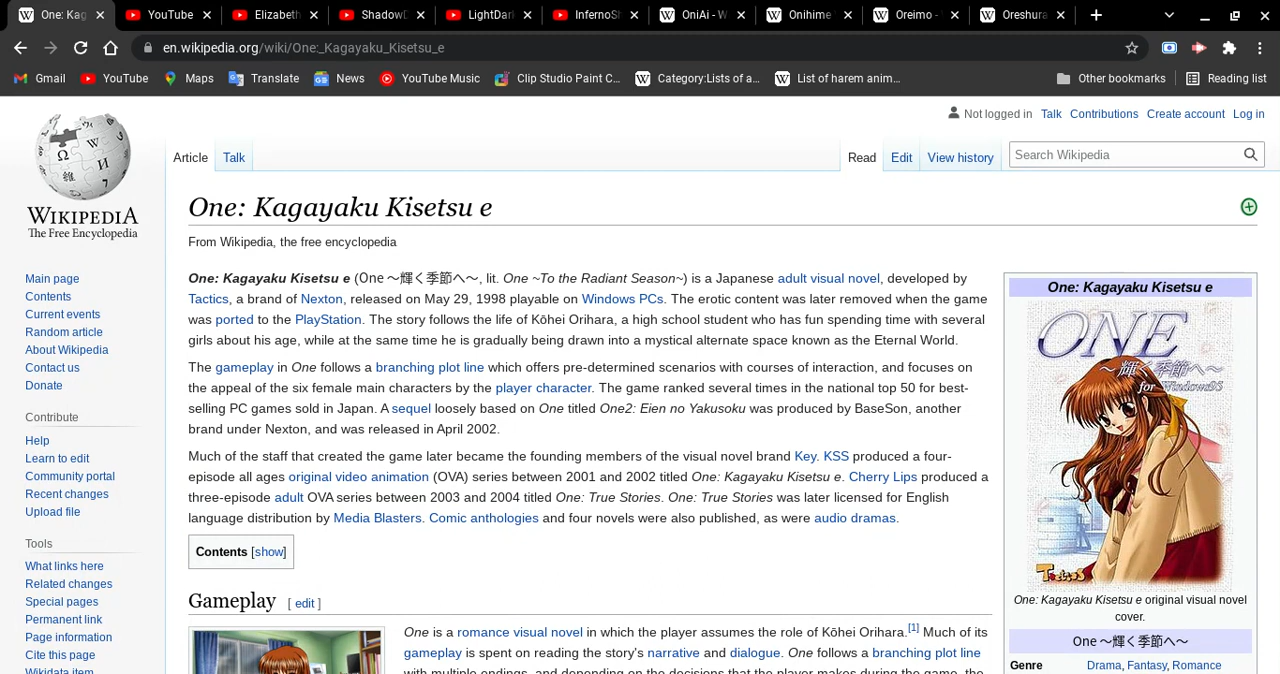 One: Kag
YouTube
Elizabeth
ShadowD
LightDark
InfernoSh
OniAi - W
Onihime
Oreimo -
Oreshura
en.wikipedia.org/wiki/One:_Kagayaku_Kisetsu_e
Gmail YouTube Maps Translate News YouTube Music Clip Studio Paint C... Category:Lists of a... List of harem anim... Other bookmarks Reading list
Not logged in Talk Contributions Create account Log in
Article Talk Read Edit View history Search Wikipedia
WIKIPEDIA
The Free Encyclopedia
Main page
Contents
Current events
Random article
About Wikipedia
Contact us
Donate
Contribute
Help
Learn to edit
Community portal
Recent changes
Upload file
Tools
What links here
Related changes
Special pages
Permanent link
Page information
Cite this page
Wikidata item
One: Kagayaku Kisetsu e
From Wikipedia, the free encyclopedia
One: Kagayaku Kisetsu e (One 〜輝く季節へ〜, lit. One ~To the Radiant Season~) is a Japanese adult visual novel, developed by
Tactics, a brand of Nexton, released on May 29, 1998 playable on Windows PCs. The erotic content was later removed when the game
was ported to the PlayStation. The story follows the life of Kōhei Orihara, a high school student who has fun spending time with several
girls about his age, while at the same time he is gradually being drawn into a mystical alternate space known as the Eternal World.
The gameplay in One follows a branching plot line which offers pre-determined scenarios with courses of interaction, and focuses on
the appeal of the six female main characters by the player character. The game ranked several times in the national top 50 for best-
selling PC games sold in Japan. A sequel loosely based on One titled One2: Eien no Yakusoku was produced by BaseSon, another
brand under Nexton, and was released in April 2002.
Much of the staff that created the game later became the founding members of the visual novel brand Key. KSS produced a four-
episode all ages original video animation (OVA) series between 2001 and 2002 titled One: Kagayaku Kisetsu e. Cherry Lips produced a
three-episode adult OVA series between 2003 and 2004 titled One: True Stories. One: True Stories was later licensed for English
language distribution by Media Blasters. Comic anthologies and four novels were also published, as were audio dramas.
Contents [show]
Gameplay [ edit ]
One is a romance visual novel in which the player assumes the role of Kōhei Orihara.[1] Much of its
gameplay is spent on reading the story's narrative and dialogue. One follows a branching plot line
with multiple endings, and depending on the decisions that the player makes during the game, the
One: Kagayaku Kisetsu e
ONE
〜輝く季節へ〜
for Windows95
Tactics
One: Kagayaku Kisetsu e original visual novel
cover.
One 〜輝く季節へ〜
Genre Drama, Fantasy, Romance